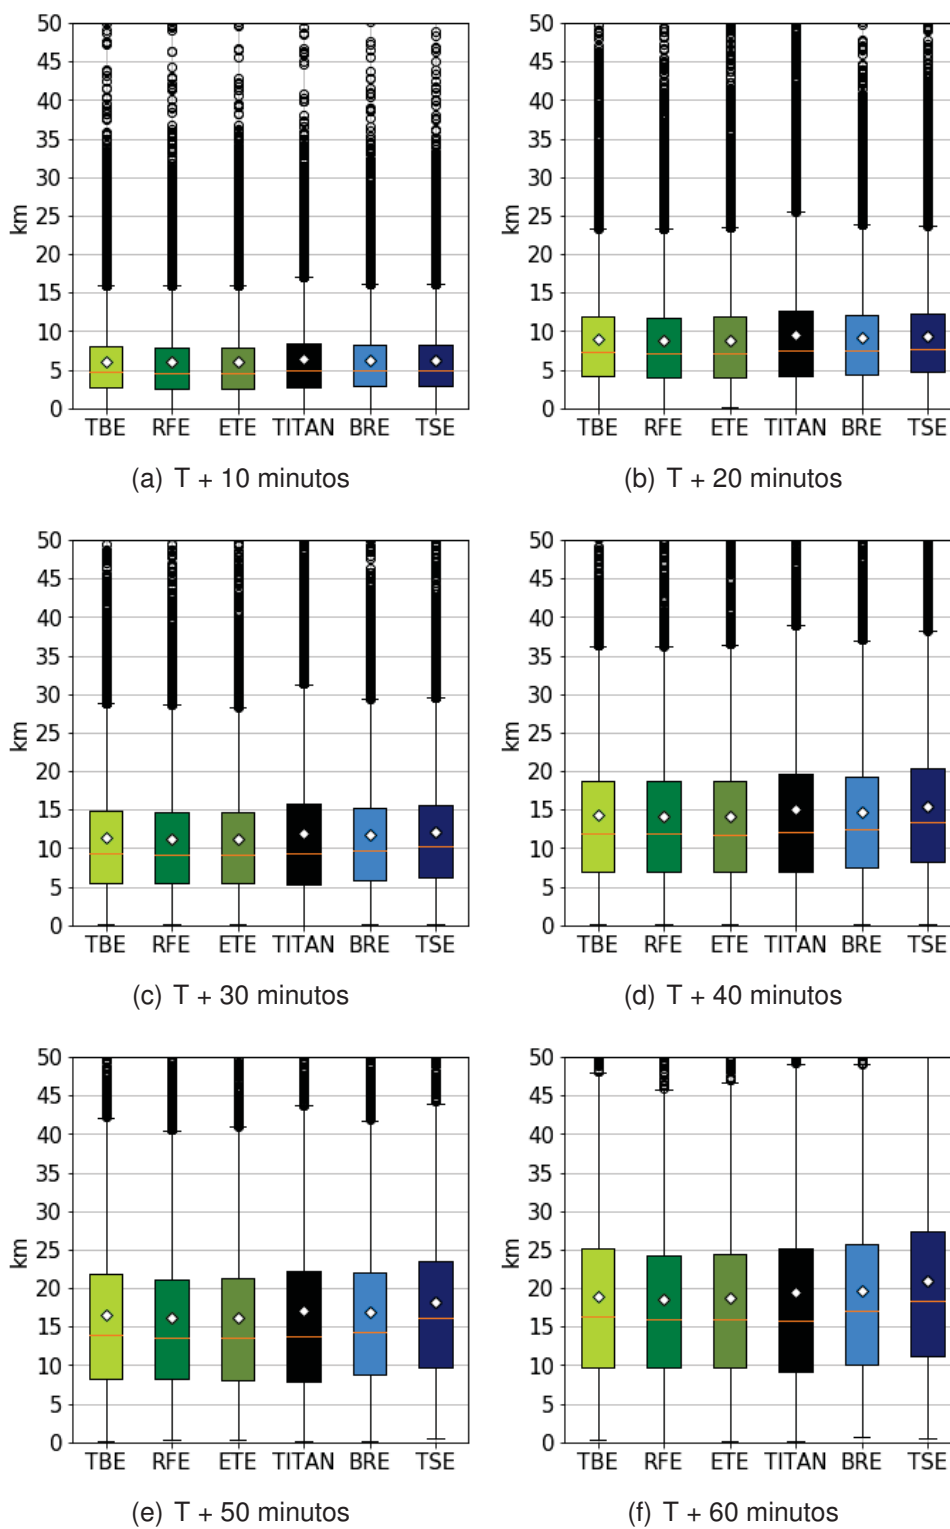 50 45 40 35 30 25 20 15 10 5 0
km
TBE RFE ETE TITAN BRE TSE
(a) T + 10 minutos
50 45 40 35 30 25 20 15 10 5 0
km
TBE RFE ETE TITAN BRE TSE
(b) T + 20 minutos
50 45 40 35 30 25 20 15 10 5 0
km
TBE RFE ETE TITAN BRE TSE
(c) T + 30 minutos
50 45 40 35 30 25 20 15 10 5 0
km
TBE RFE ETE TITAN BRE TSE
(d) T + 40 minutos
50 45 40 35 30 25 20 15 10 5 0
km
TBE RFE ETE TITAN BRE TSE
(e) T + 50 minutos
50 45 40 35 30 25 20 15 10 5 0
km
TBE RFE ETE TITAN BRE TSE
(f) T + 60 minutos